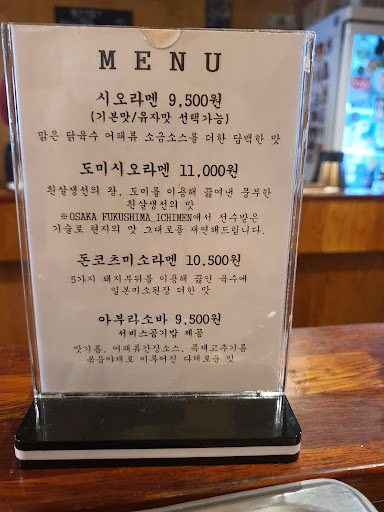 MENU
시오라멘 9,500원
(기본맛/유자맛 선택가능)
맑은 닭육수 어패류 소금소스를 더한 담백한 맛
도미시오라멘 11,000원
흰살생선의 왕, 도미를 이용해 끓여낸 풍부한
흰살생선의 맛
※OSAKA FUKUSHIMA_ICHIMEN에서 전수받은
기술로 현지의 맛 그대로를 재연해드립니다.
돈코츠미소라멘 10.500원
5가지 돼지부위를 이용해 끓인 육수에
일본미소된장 더한 맛
아부라소바 9,500원
서비스공기밥 제공
맛기름, 어패류간장소스, 특제고추기름
볶음야채로 이루어진 다채로운 맛